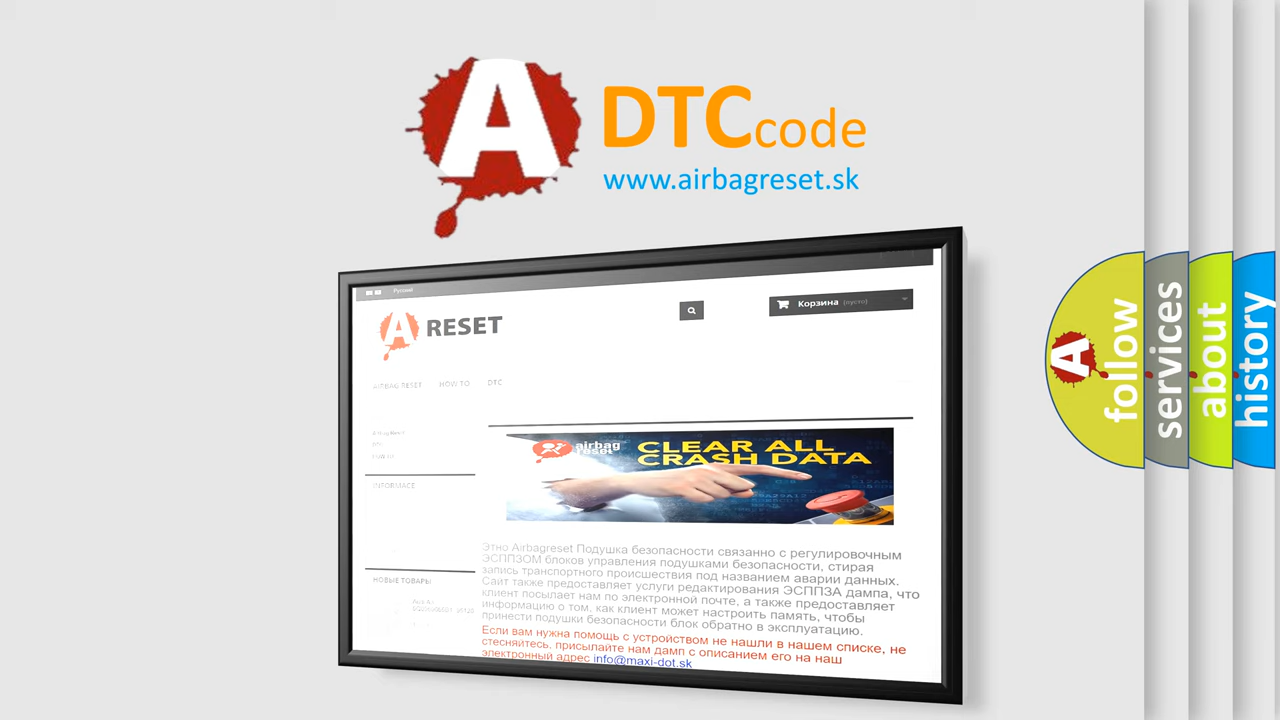 A
DTCcode
www.airbagreset.sk
Русский
A RESET
Корзина (пусто)
AIRBAG RESET HOW TO DTC
INFORMACE
airbag
reset
CLEAR ALL
CRASH DATA
Этно Airbagreset Подушка безопасности связанно с регулировочным
ЭСППЗОМ блоков управления подушками безопасности, стирая
запись транспортного происшествия под названием аварии данных.
Сайт также предоставляет услуги редактирования ЭСППЗА дампа, что
клиент посылает нам по электронной почте, а также предоставляет
информацию о том, как клиент может настроить память, чтобы
принести подушки безопасности блок обратно в эксплуатацию.
Если вам нужна помощь с устройством не нашли в нашем списке, не
стесняйтесь, присылайте нам дамп с описанием его на наш
электронный адрес info@maxi-dot.sk
НОВЫЕ ТОВАРЫ
A
follow
services
about
history